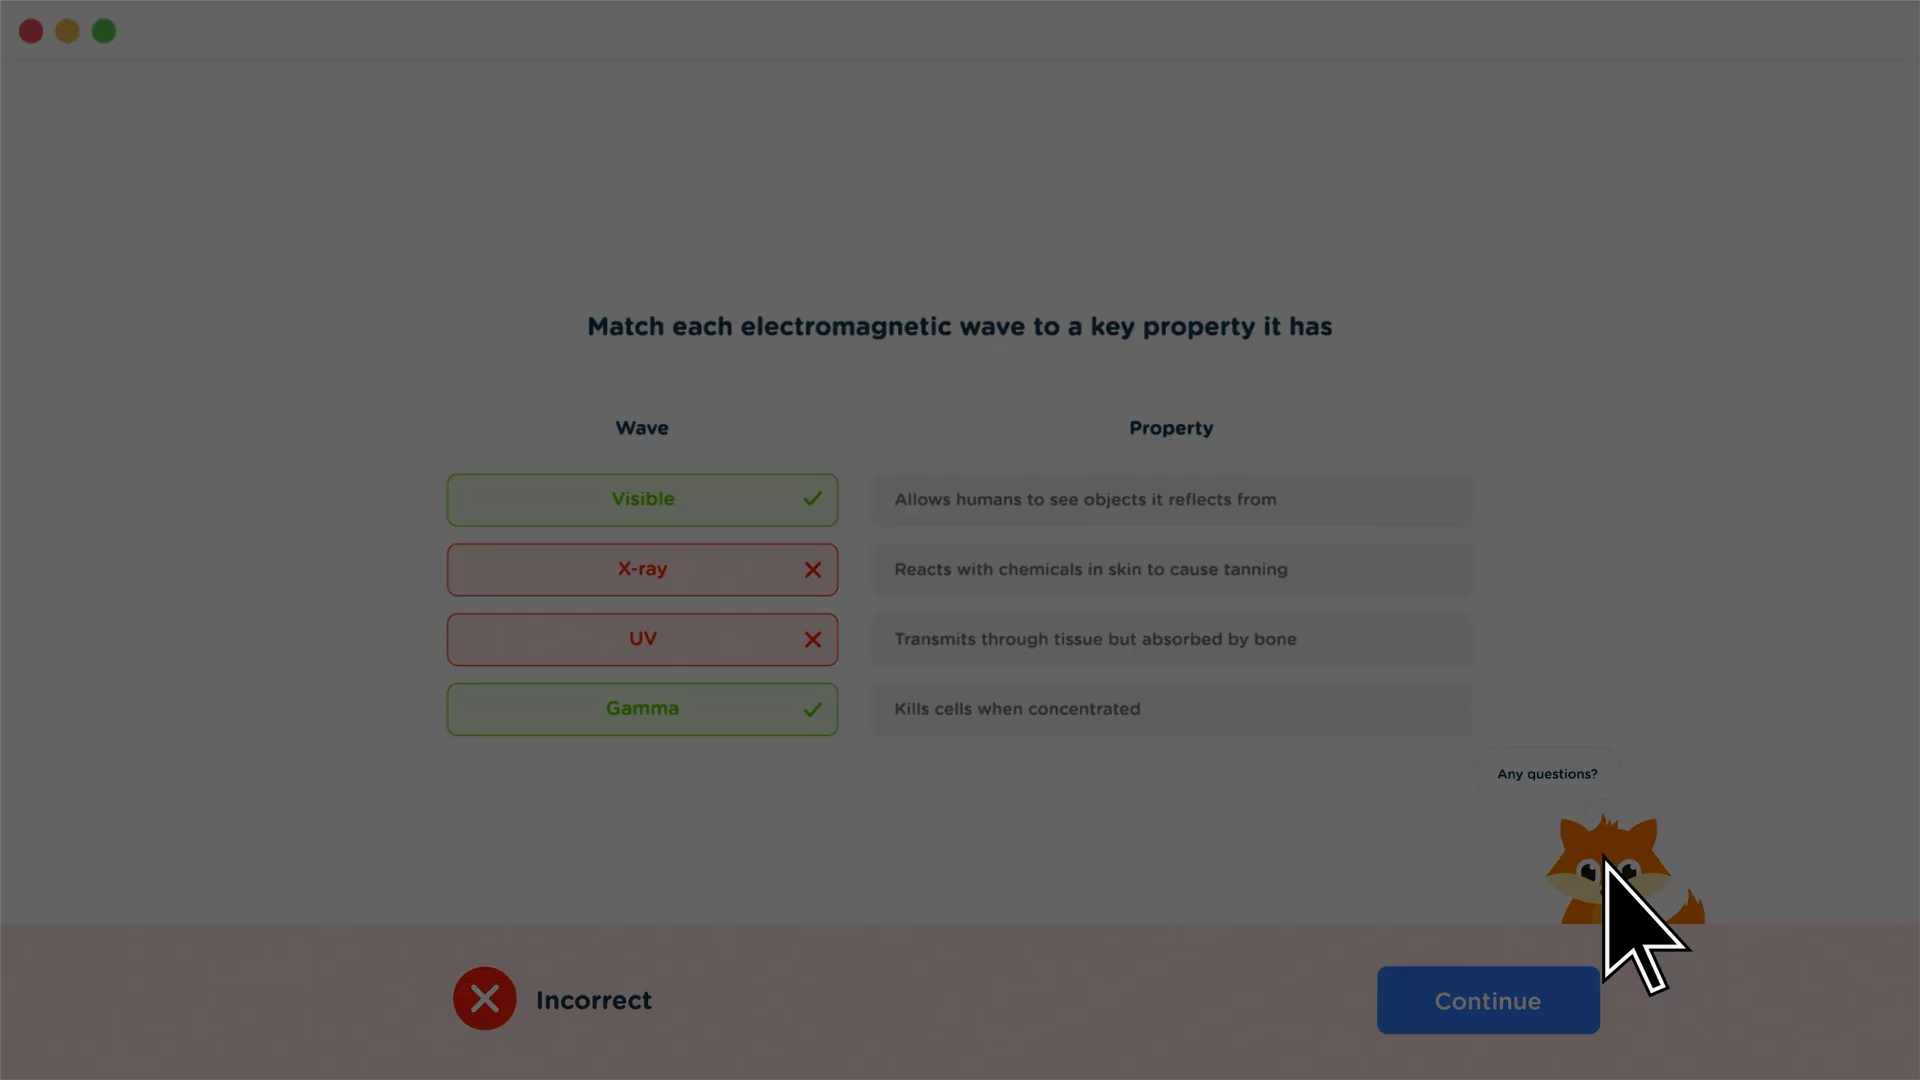 Match each electromagnetic wave to a key property it has
Wave Property
Visible Allows humans to see objects it reflects from
X-ray Reacts with chemicals in skin to cause tanning
UV Transmits through tissue but absorbed by bone
Gamma Kills cells when concentrated
Any questions?
Incorrect Continue